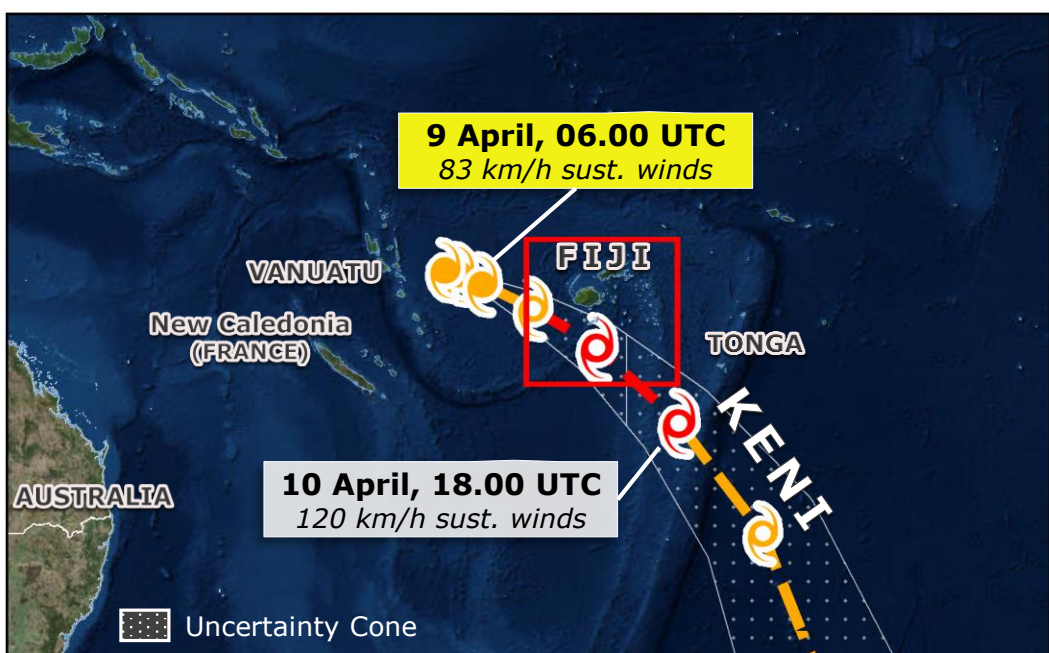 9 April, 06.00 UTC
83 km/h sust. winds
FIJI
VANUATU
New Caledonia
(FRANCE)
TONGA
KENI
10 April, 18.00 UTC
120 km/h sust. winds
AUSTRALIA
Uncertainty Cone